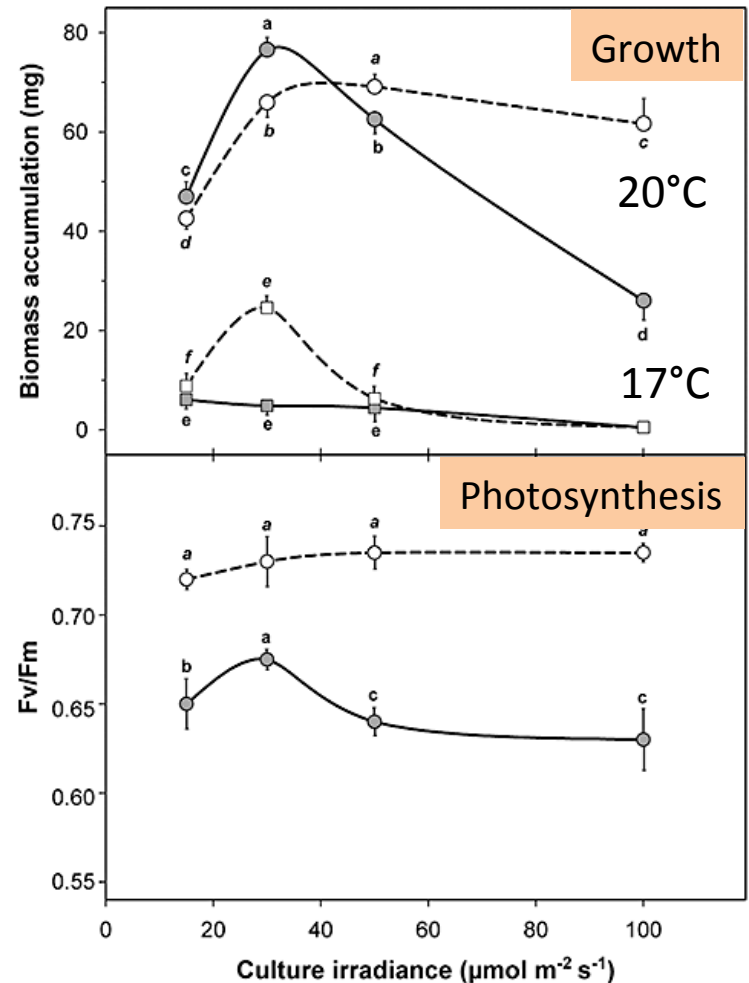 Growth
Biomass accumulation (mg)
80
60
40
20
0
a
b
c
d
a
b
c
d
20°C
e
f
f
e
e
e
17°C
Photosynthesis
Fv/Fm
0.75
0.70
0.65
0.60
0.55
a
a
a
a
b
a
c
c
0
20
40
60
80
100
Culture irradiance (µmol m⁻² s⁻¹)